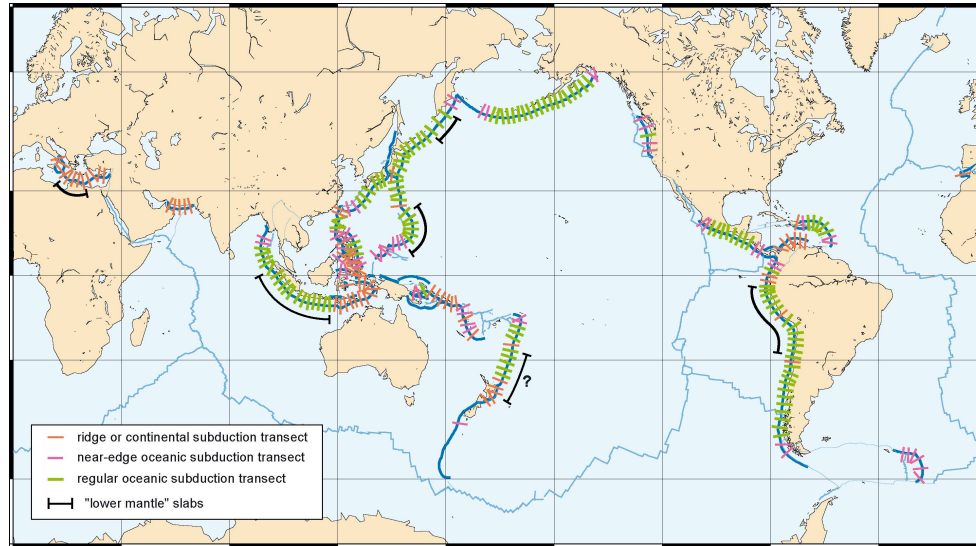 ?
ridge or continental subduction transect
near-edge oceanic subduction transect
regular oceanic subduction transect
"lower mantle" slabs